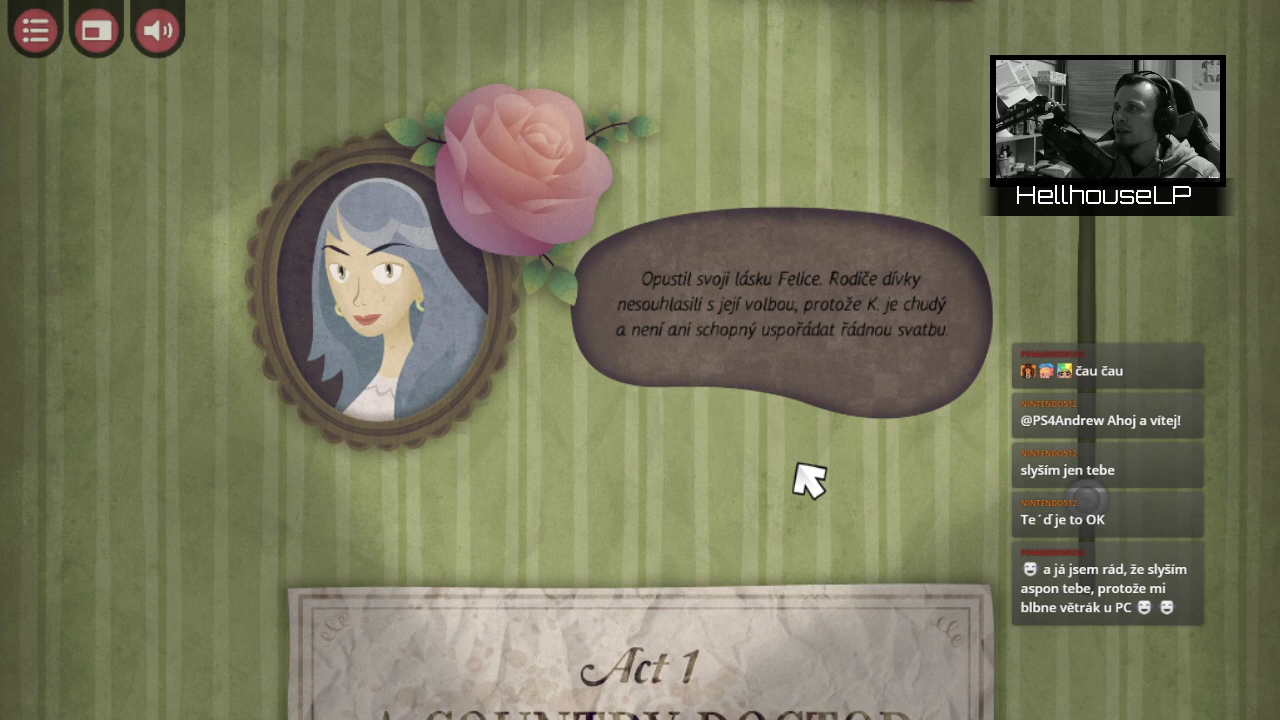 HellhouseLP
Opustil svoji lásku Felice. Rodiče dívky
nesouhlasili s její volbou, protože K. je chudý
a není ani schopný uspořádat řádnou svatbu.
čau čau
NINTENDO512
@PS4Andrew Ahoj a vítej!
NINTENDO512
slyším jen tebe
NINTENDO512
Te´ď je to OK
a já jsem rád, že slyším
aspon tebe, protože mi
blbne větrák u PC
Act 1
A COUNTRY DOCTOR